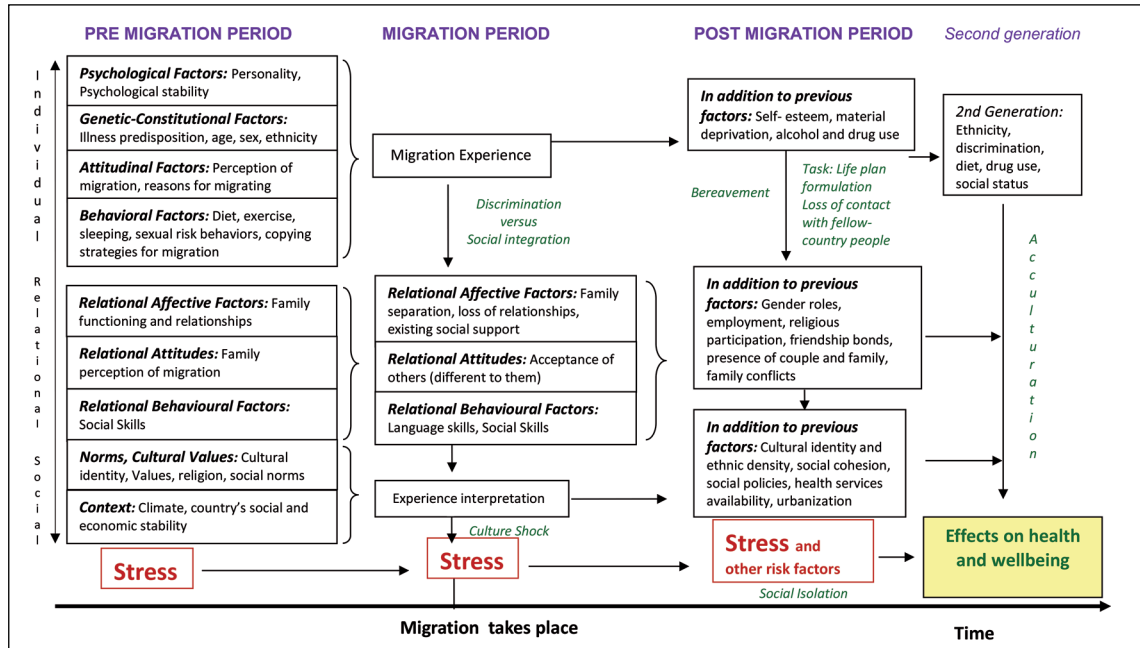 PRE MIGRATION PERIOD
MIGRATION PERIOD
POST MIGRATION PERIOD
Second generation
Individual
Relational
Social
Psychological Factors: Personality,
Psychological stability
Genetic-Constitutional Factors:
Illness predisposition, age, sex, ethnicity
Attitudinal Factors: Perception of
migration, reasons for migrating
Behavioral Factors: Diet, exercise,
sleeping, sexual risk behaviors, copying
strategies for migration
Relational Affective Factors: Family
functioning and relationships
Relational Attitudes: Family
perception of migration
Relational Behavioural Factors:
Social Skills
Norms, Cultural Values: Cultural
identity, Values, religion, social norms
Context: Climate, country's social and
economic stability
Stress
Migration Experience
Discrimination
versus
Social integration
Relational Affective Factors: Family
separation, loss of relationships,
existing social support
Relational Attitudes: Acceptance of
others (different to them)
Relational Behavioural Factors:
Language skills, Social Skills
Experience interpretation
Culture Shock
Stress
In addition to previous
factors: Self- esteem, material
deprivation, alcohol and drug use
Bereavement
Task: Life plan
formulation
Loss of contact
with fellow-
country people
In addition to previous
factors: Gender roles,
employment, religious
participation, friendship bonds,
presence of couple and family,
family conflicts
In addition to previous
factors: Cultural identity and
ethnic density, social cohesion,
social policies, health services
availability, urbanization
Stress and
other risk factors
Social Isolation
2nd Generation:
Ethnicity,
discrimination,
diet, drug use,
social status
Acculturation
Effects on health
and wellbeing
Migration takes place
Time